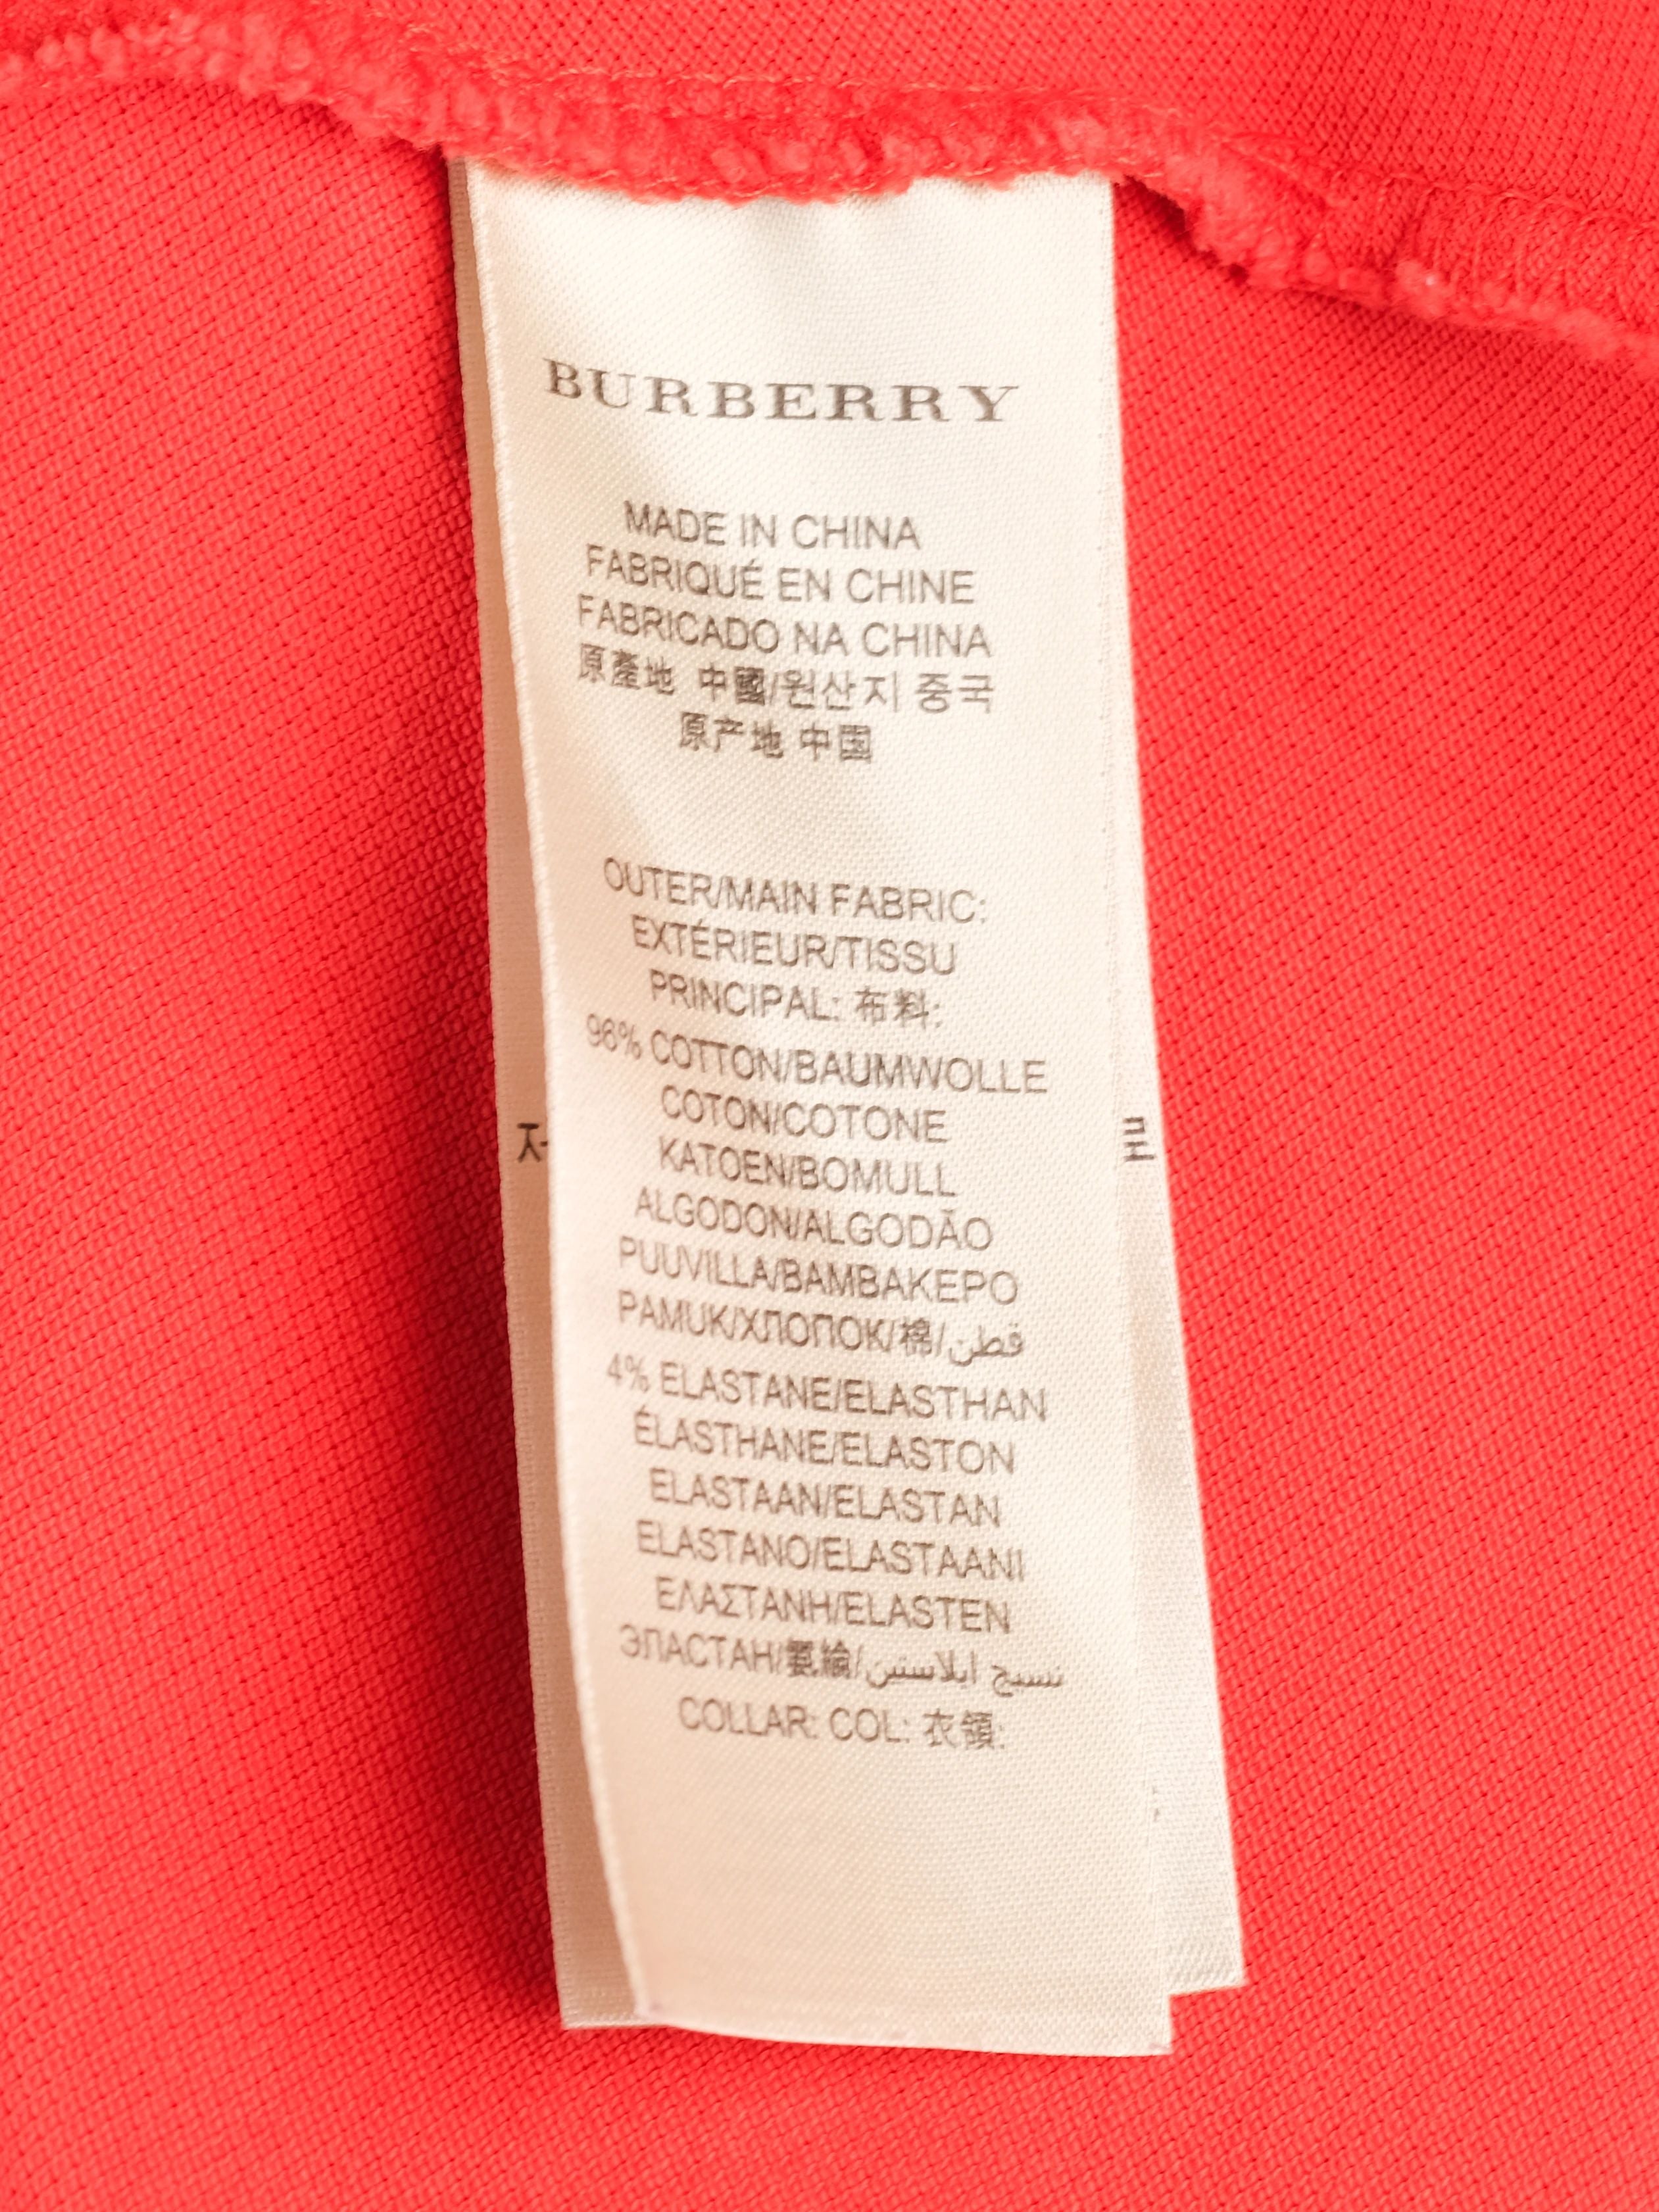 BURBERRY
MADE IN CHINA
FABRIQUÉ EN CHINE
FABRICADO NA CHINA
原產地 中國/원산지 중국
原产地 中国
OUTER/MAIN FABRIC:
EXTÉRIEUR/TISSU
PRINCIPAL: 布料:
96% COTTON/BAUMWOLLE
COTON/COTONE
KATOEN/BOMULL
ALGODON/ALGODÃO
PUUVILLA/ΒΑΜΒΑΚΕΡΟ
PAMUK/ХЛОПОК/棉/قطن
4% ELASTANE/ELASTHAN
ÉLASTHANE/ELASTON
ELASTAAN/ELASTAN
ELASTANO/ELASTAANI
ΕΛΑΣΤΑΝΗ/ELASTEN
ЭЛАСТАН/氨綸/نسيج ايلاستين
COLLAR: COL: 衣領: